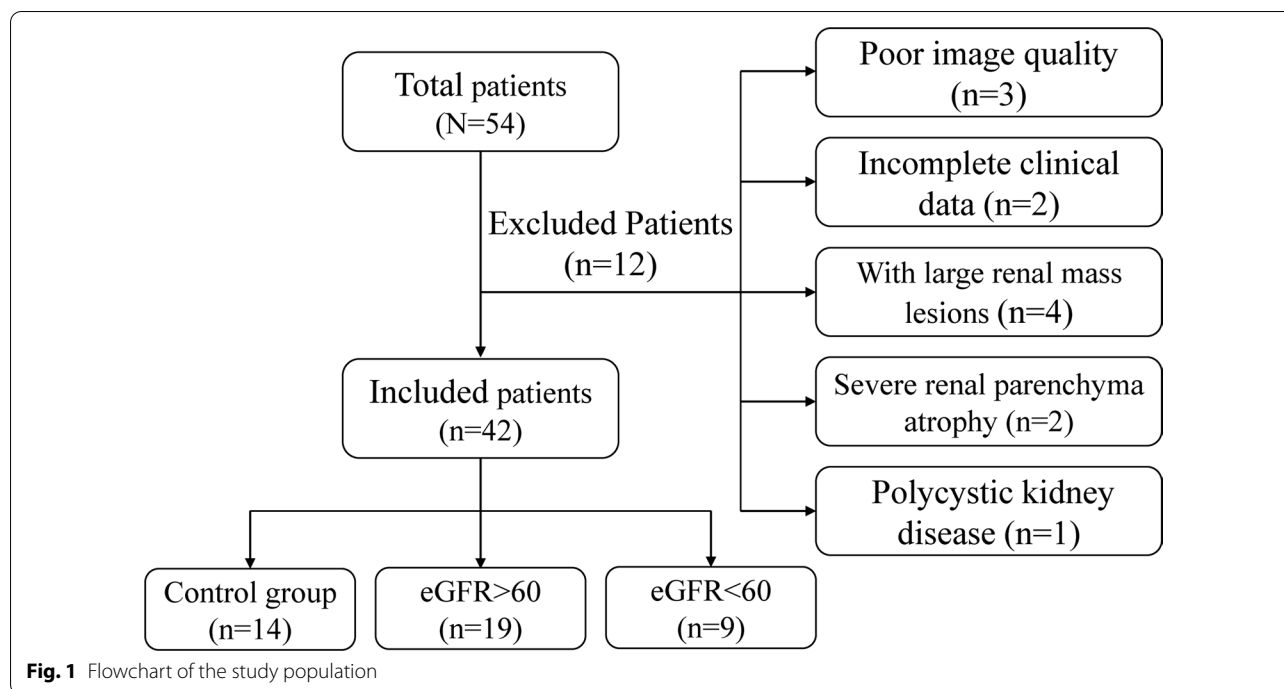 Total patients
(N=54)
Excluded Patients
(n=12)
Poor image quality
(n=3)
Incomplete clinical
data (n=2)
With large renal mass
lesions (n=4)
Severe renal parenchyma
atrophy (n=2)
Polycystic kidney
disease (n=1)
Included patients
(n=42)
Control group
(n=14)
eGFR>60
(n=19)
eGFR<60
(n=9)
Fig. 1 Flowchart of the study population